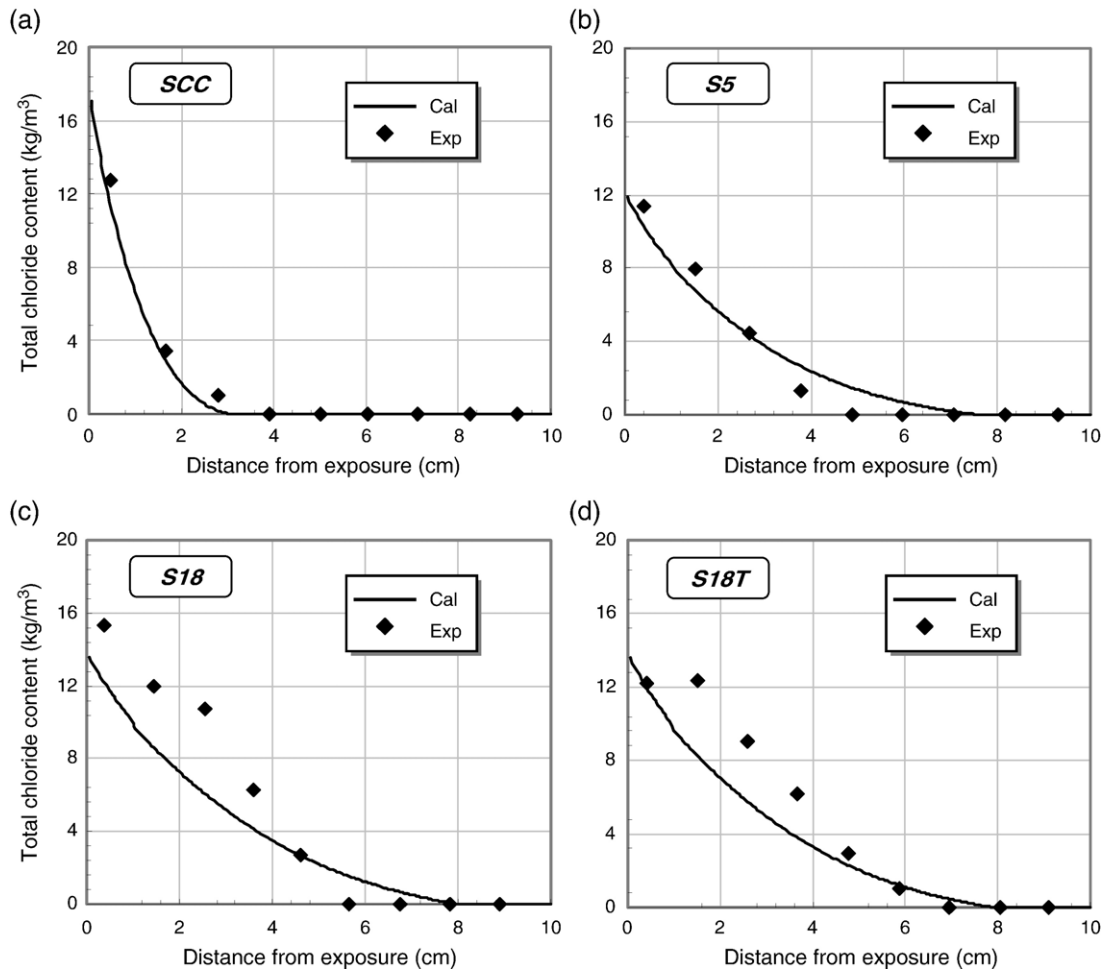 (a)
20
16
12
8
4
0
Total chloride content (kg/m³)
SCC
Cal
Exp
0 2 4 6 8 10
Distance from exposure (cm)
(b)
20
16
12
8
4
0
S5
Cal
Exp
0 2 4 6 8 10
Distance from exposure (cm)
(c)
20
16
12
8
4
0
Total chloride content (kg/m³)
S18
Cal
Exp
0 2 4 6 8 10
Distance from exposure (cm)
(d)
20
16
12
8
4
0
S18T
Cal
Exp
0 2 4 6 8 10
Distance from exposure (cm)